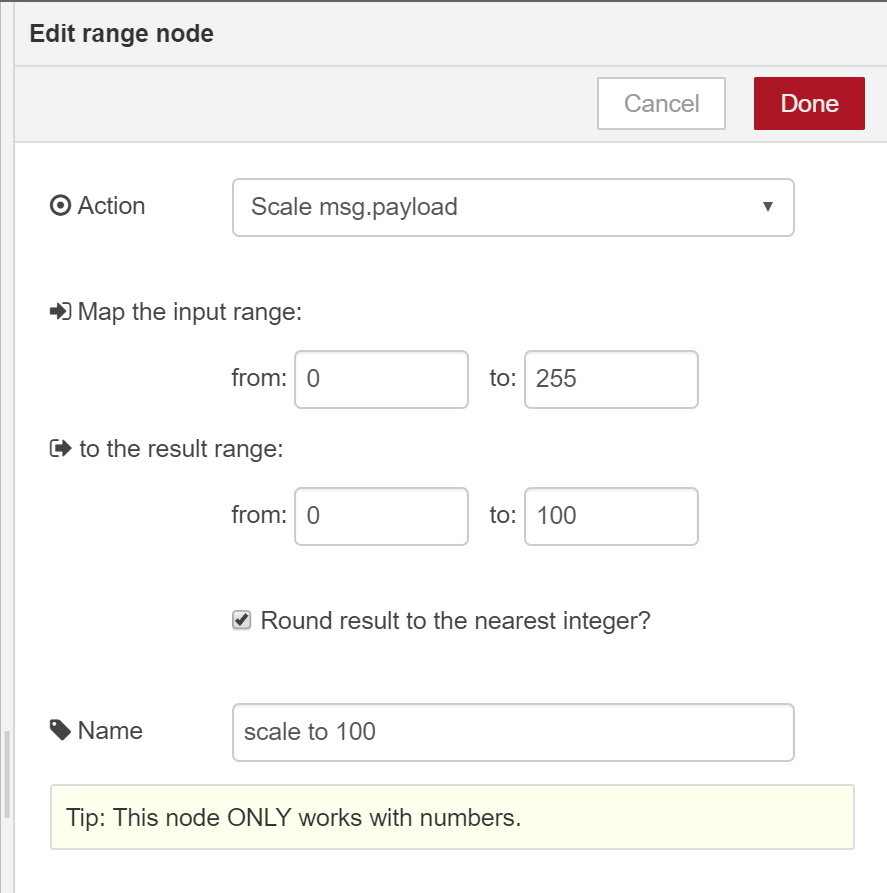 Edit range node
Cancel Done
Action Scale msg.payload
Map the input range:
from: 0 to: 255
to the result range:
from: 0 to: 100
Round result to the nearest integer?
Name scale to 100
Tip: This node ONLY works with numbers.